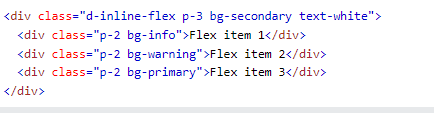 <div class="d-inline-flex p-3 bg-secondary text-white">
  <div class="p-2 bg-info">Flex item 1</div>
  <div class="p-2 bg-warning">Flex item 2</div>
  <div class="p-2 bg-primary">Flex item 3</div>
</div>